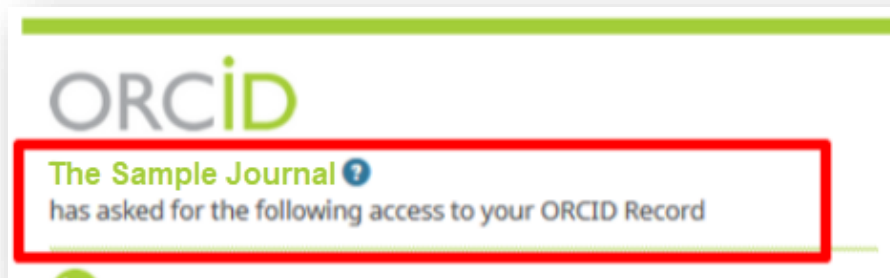 ORCiD
The Sample Journal ?
has asked for the following access to your ORCID Record